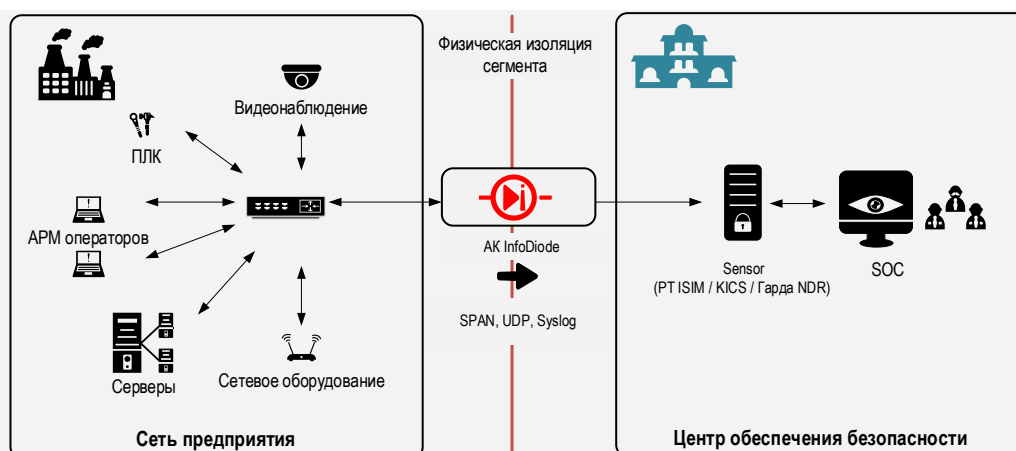 Физическая изоляция
сегмента
Видеонаблюдение
ПЛК
АРМ операторов
Серверы
Сетевое оборудование
Сеть предприятия
АК InfoDiode
SPAN, UDP, Syslog
Sensor
(PT ISIM / KICS / Гарда NDR)
SOC
Центр обеспечения безопасности